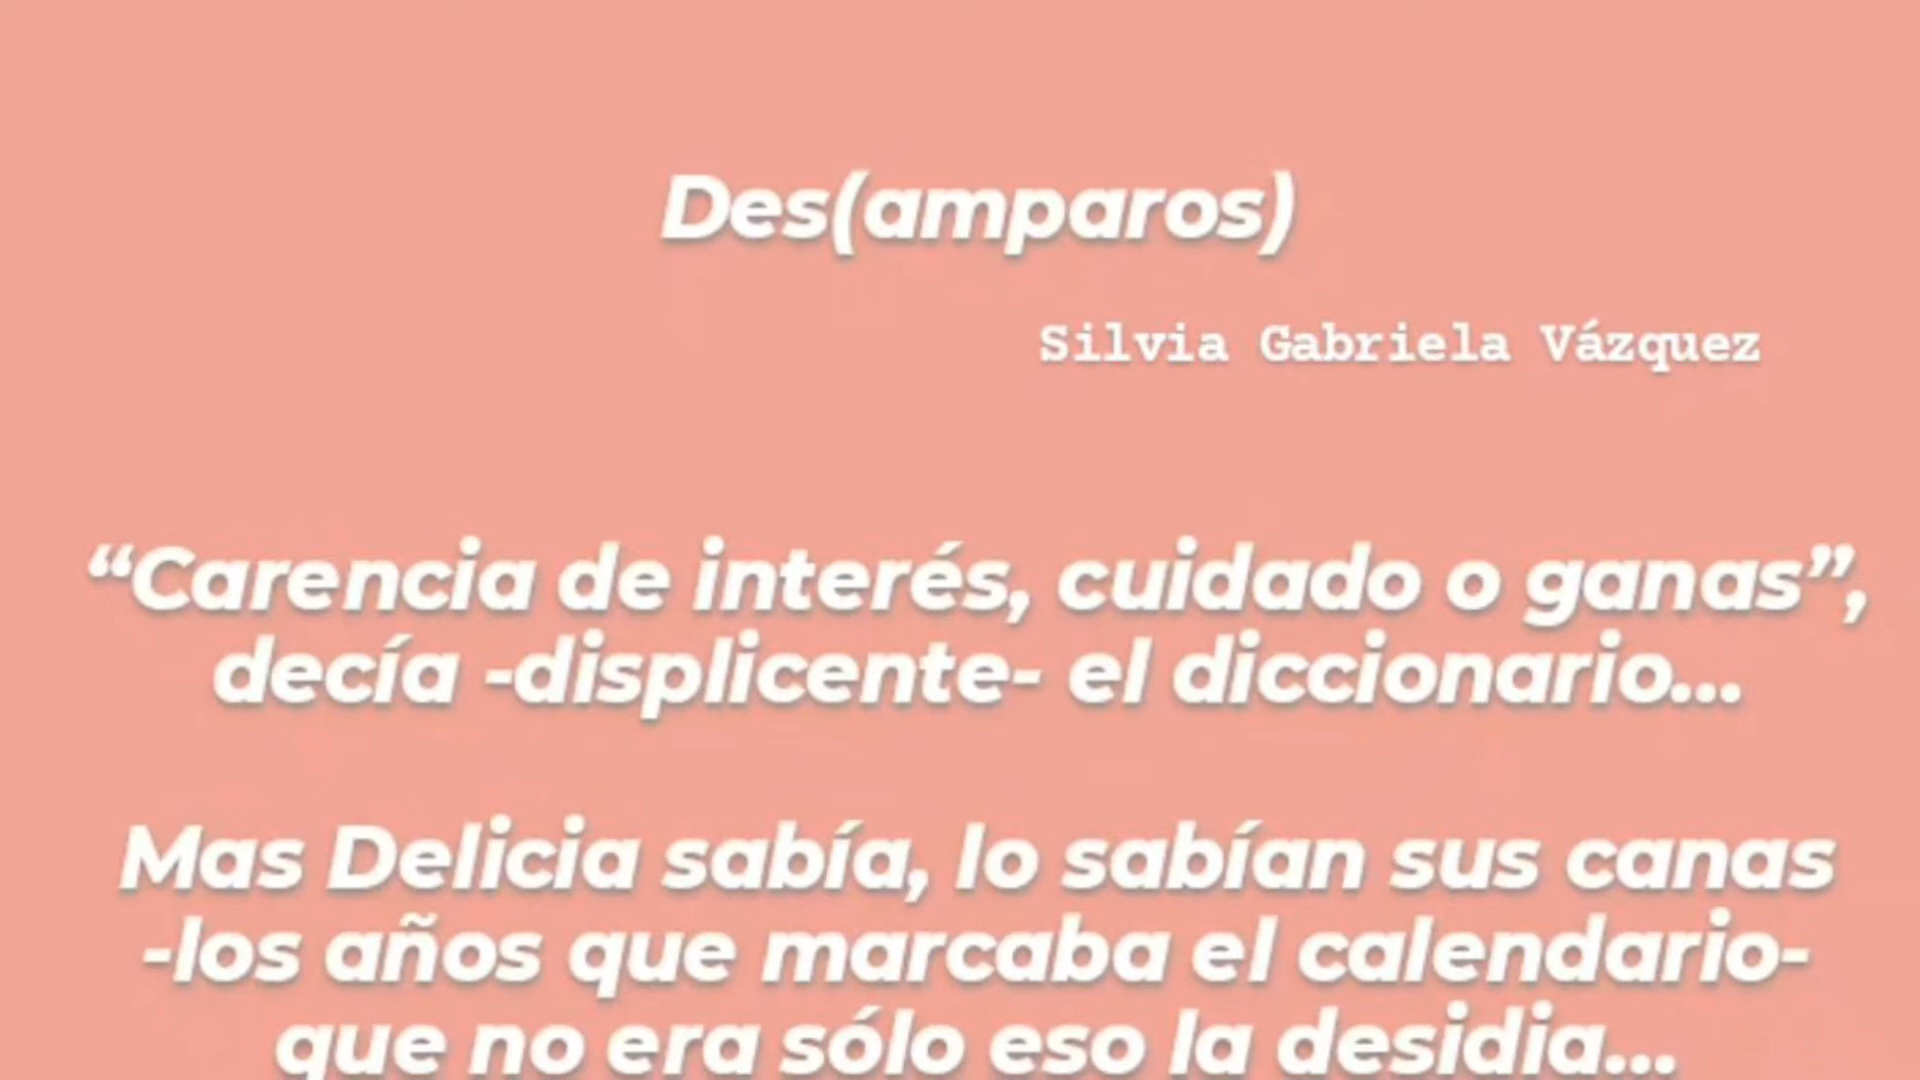 Des(amparos)
Silvia Gabriela Vázquez
“Carencia de interés, cuidado o ganas”,
decía -displicente- el diccionario...
Mas Delicia sabía, lo sabían sus canas
-los años que marcaba el calendario-
que no era sólo eso la desidia...